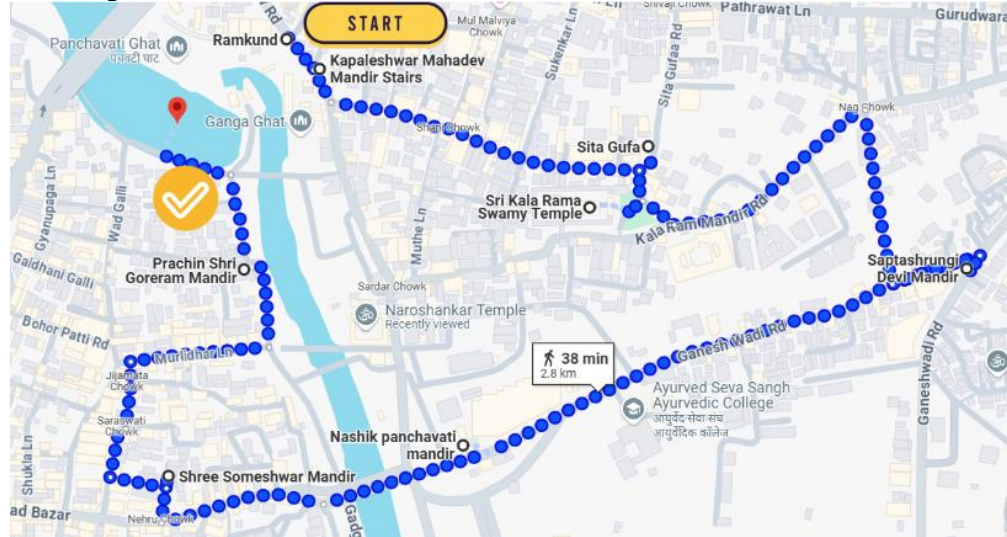 START
Rd
Mul Malviya
Chowk
Shivaji Chowk
Pathrawat Ln
Gurudwara
Panchavati Ghat
पंचवटी घाट
Ramkund
Kapaleshwar Mahadev
Mandir Stairs
Sukenkar Ln
Sita Gufaa Rd
Nag Chowk
Ganga Ghat
Shani Chowk
Sita Gufa
Sri Kala Rama
Swamy Temple
Kala Ram Mandir Rd
Gyanupaga Ln
Wad Galli
Muthe Ln
Gaidhani Galli
Prachin Shri
Goreram Mandir
Saptashrungi
Devi Mandir
Sardar Chowk
Naroshankar Temple
Recently viewed
Bohor Patti Rd
Murlidhar Ln
38 min
2.8 km
Ganesh Wadi Rd
Ganeshwadi Rd
Jijamata
Chowk
Ayurved Seva Sangh
Ayurvedic College
आयुर्वेद सेवा संघ
आयुर्वेदिक कॉलेज
Saraswati
Chowk
Shukla Ln
Nashik panchavati
mandir
Shree Someshwar Mandir
ad Bazar
Nehru Chowk
Gadg